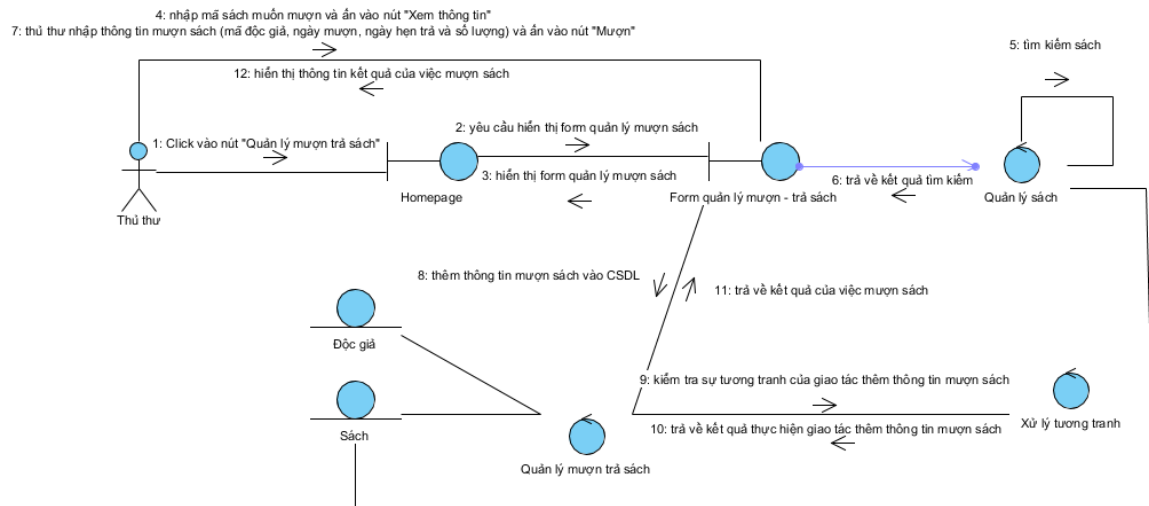 4: nhập mã sách muốn mượn và ấn vào nút "Xem thông tin"
7: thủ thư nhập thông tin mượn sách (mã độc giả, ngày mượn, ngày hẹn trả và số lượng) và ấn vào nút "Mượn"
5: tìm kiếm sách
12: hiển thị thông tin kết quả của việc mượn sách
2: yêu cầu hiển thị form quản lý mượn sách
1: Click vào nút "Quản lý mượn trả sách"
3: hiển thị form quản lý mượn sách
6: trả về kết quả tìm kiếm
Homepage
Form quản lý mượn - trả sách
Quản lý sách
Thủ thư
8: thêm thông tin mượn sách vào CSDL
11: trả về kết quả của việc mượn sách
Độc giả
9: kiểm tra sự tương tranh của giao tác thêm thông tin mượn sách
10: trả về kết quả thực hiện giao tác thêm thông tin mượn sách
Xử lý tương tranh
Sách
Quản lý mượn trả sách